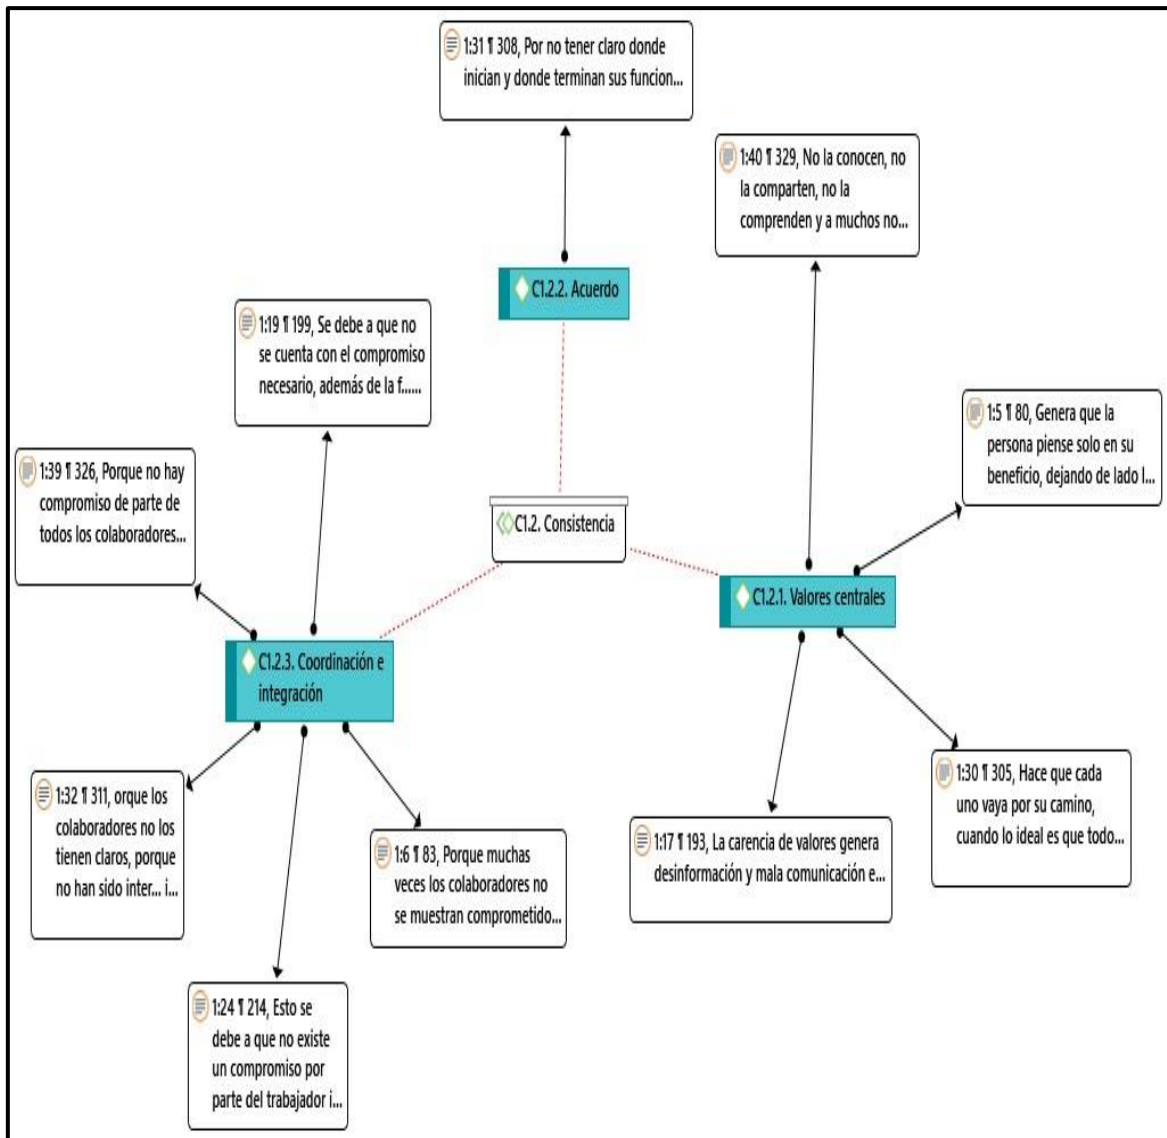 1:31 ¶ 308, Por no tener claro donde
inician y donde terminan sus funcion...
1:40 ¶ 329, No la conocen, no
la comparten, no la
comprenden y a muchos no...
C1.2.2. Acuerdo
1:19 ¶ 199, Se debe a que no
se cuenta con el compromiso
necesario, además de la f......
1:5 ¶ 80, Genera que la
persona piense solo en su
beneficio, dejando de lado l...
1:39 ¶ 326, Porque no hay
compromiso de parte de
todos los colaboradores...
C1.2. Consistencia
C1.2.1. Valores centrales
C1.2.3. Coordinación e
integración
1:30 ¶ 305, Hace que cada
uno vaya por su camino,
cuando lo ideal es que todo...
1:32 ¶ 311, orque los
colaboradores no los
tienen claros, porque
no han sido inter... i...
1:6 ¶ 83, Porque muchas
veces los colaboradores no
se muestran comprometido...
1:17 ¶ 193, La carencia de valores genera
desinformación y mala comunicación e...
1:24 ¶ 214, Esto se
debe a que no existe
un compromiso por
parte del trabajador i...